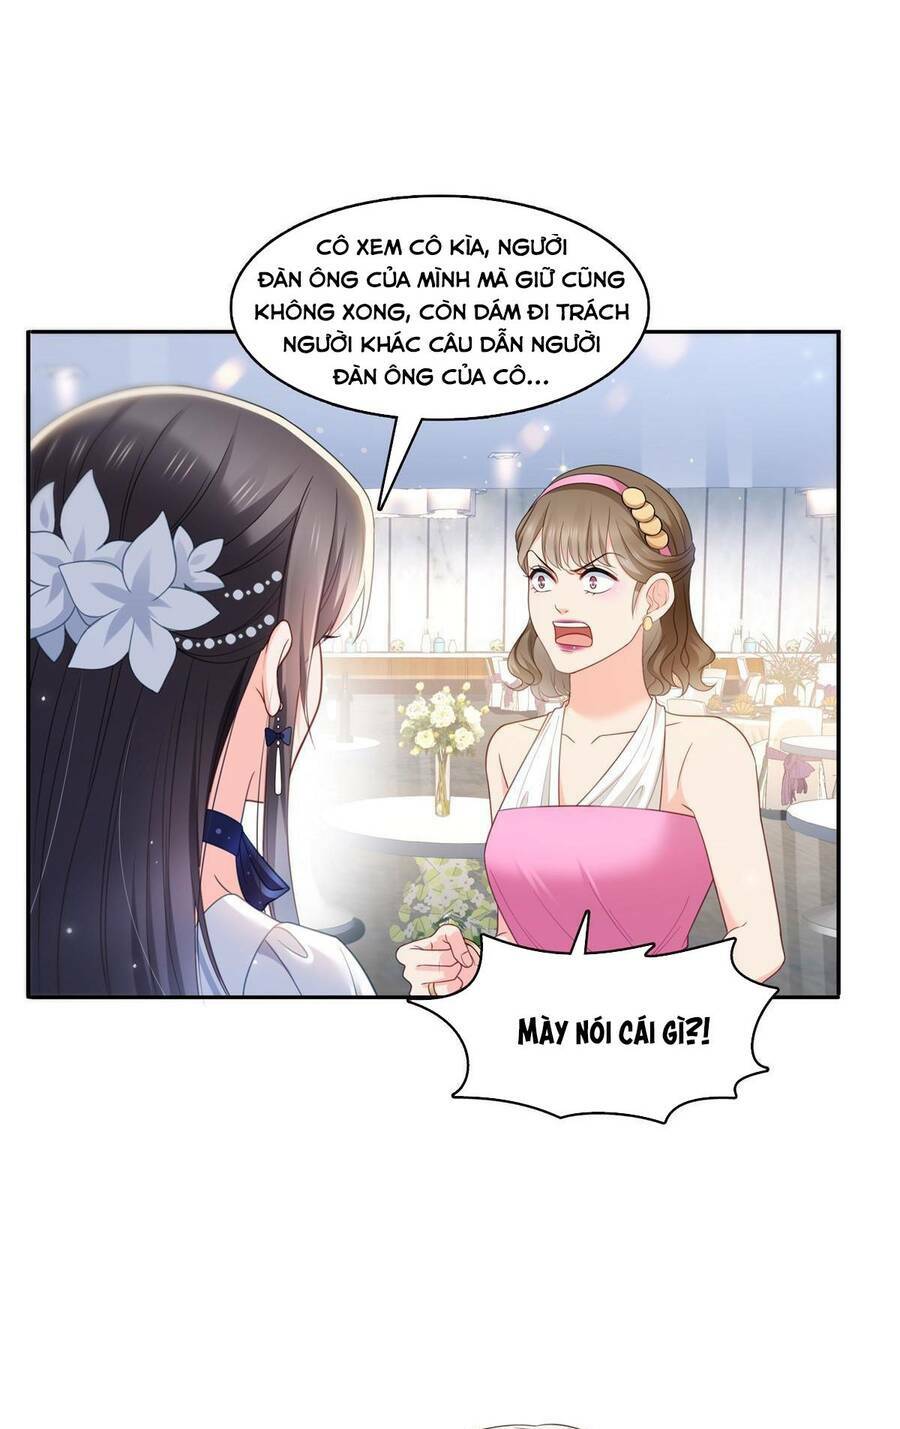 CÔ XEM CÔ KÌA, NGƯỜI
ĐÀN ÔNG CỦA MÌNH MÀ GIỮ CŨNG
KHÔNG XONG, CÒN DÁM ĐI TRÁCH
NGƯỜI KHÁC CÂU DẪN NGƯỜI
ĐÀN ÔNG CỦA CÔ...
MÀY NÓI CÁI GÌ?!